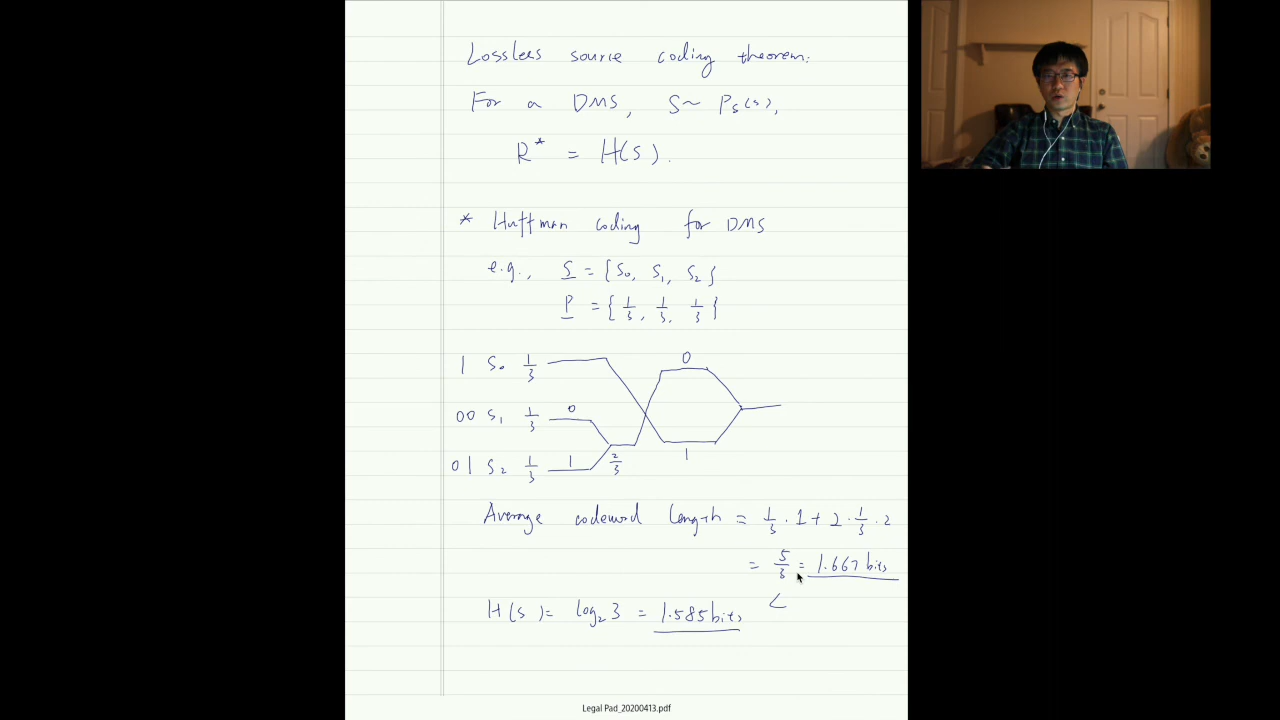 Lossless source coding theorem:
For a DMS, S ~ Ps(s),
R* = H(S).
* Huffman coding for DMS
e.g., S = {S0, S1, S2}
P = {1/3, 1/3, 1/3}
1 S0 1/3 0
00 S1 1/3 0
01 S2 1/3 1 2/3 1
Average codeword length = 1/3 · 1 + 2 · 1/3 · 2
= 5/3 = 1.667 bits
H(S) = log₂3 = 1.585 bits <
Legal Pad_20200413.pdf